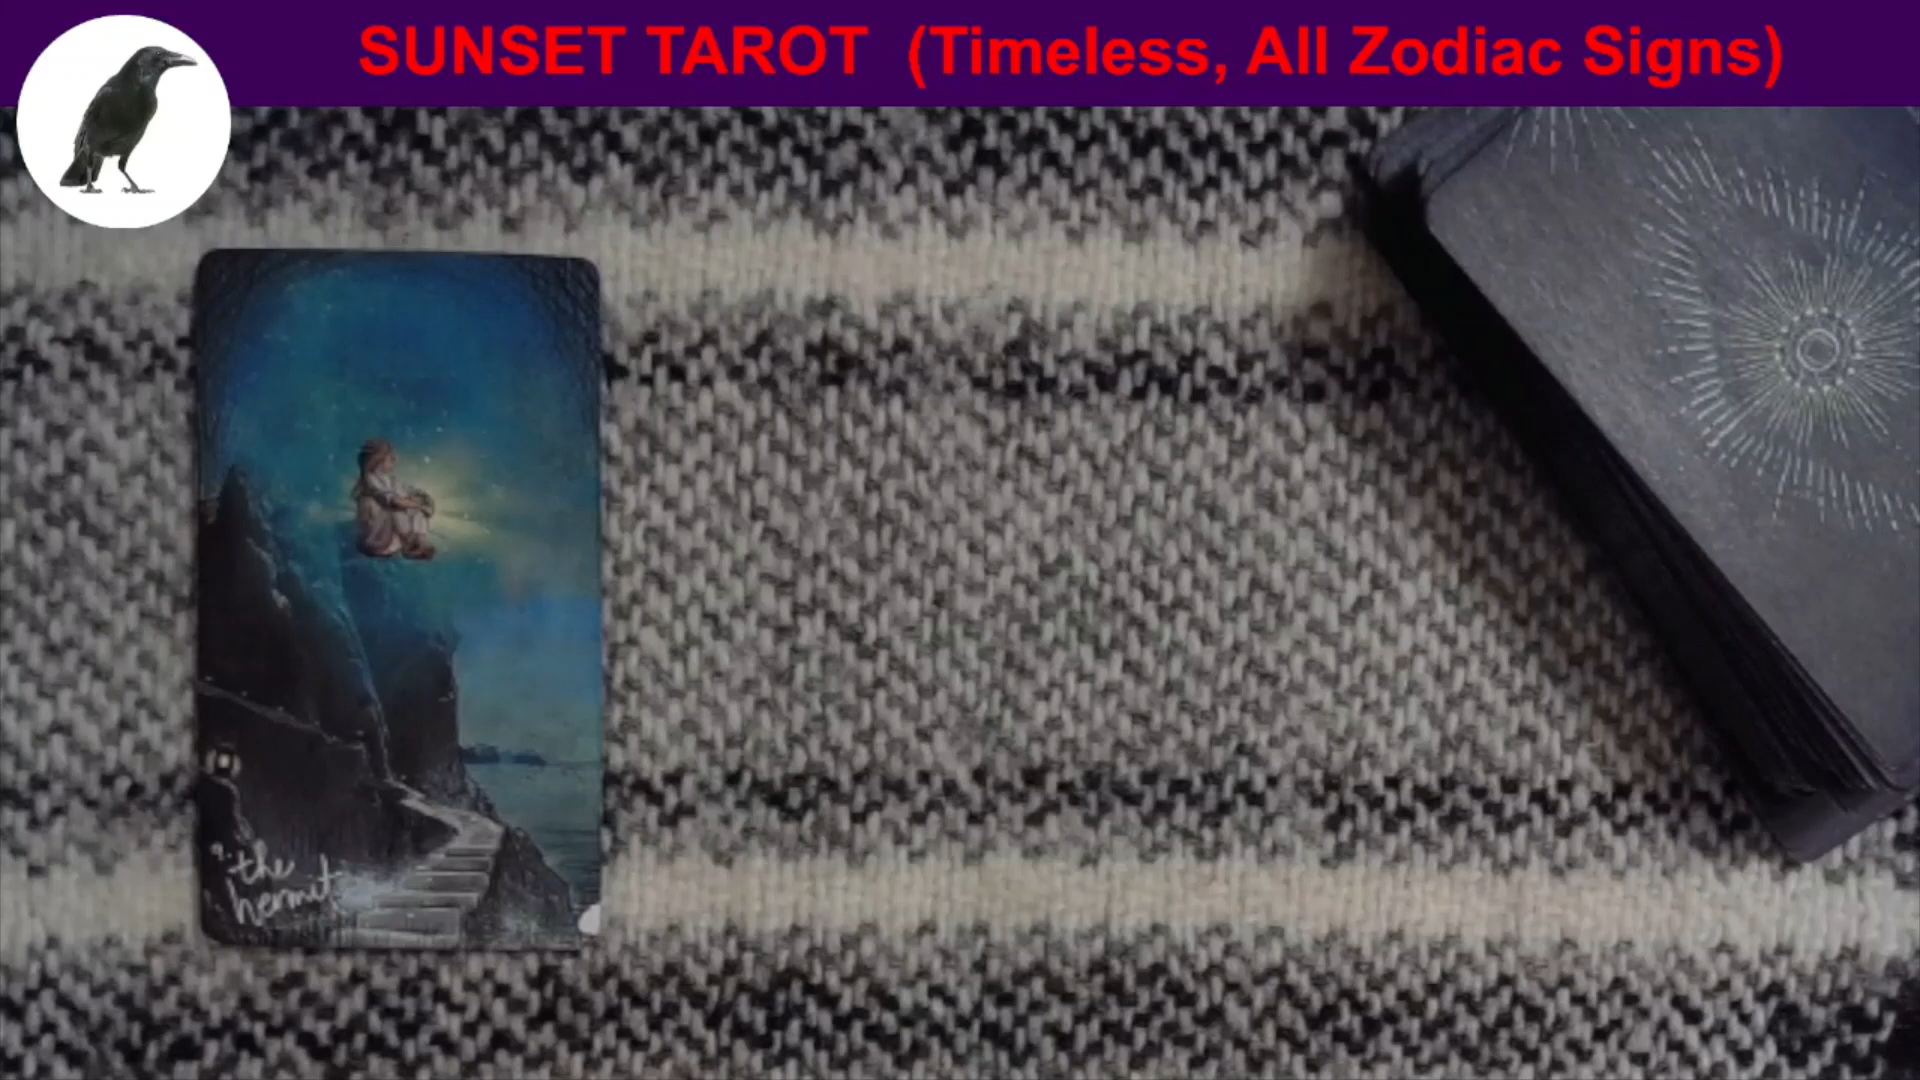 SUNSET TAROT (Timeless, All Zodiac Signs)
9. the
hermit